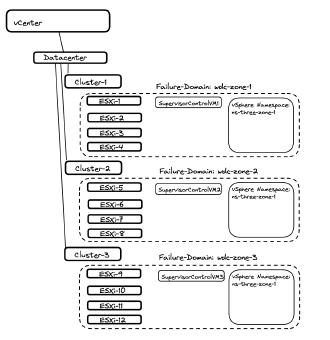 vCenter
Datacenter
Cluster-1
Failure-Domain: wdc-zone-1
ESXi-1
ESXi-2
ESXi-3
ESXi-4
SupervisorControlVM1
vSphere Namespace:
ns-three-zone-1
Cluster-2
Failure-Domain: wdc-zone-2
ESXi-5
ESXi-6
ESXi-7
ESXi-8
SupervisorControlVM2
vSphere Namespace:
ns-three-zone-1
Cluster-3
Failure-Domain: wdc-zone-3
ESXi-9
ESXi-10
ESXi-11
ESXi-12
SupervisorControlVM3
vSphere Namespace:
ns-three-zone-1